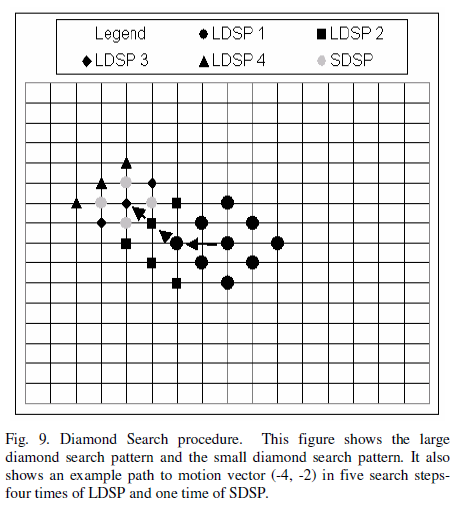 Legend LDSP 1 LDSP 2
LDSP 3 LDSP 4 SDSP
Fig. 9. Diamond Search procedure. This figure shows the large
diamond search pattern and the small diamond search pattern. It also
shows an example path to motion vector (-4, -2) in five search steps-
four times of LDSP and one time of SDSP.